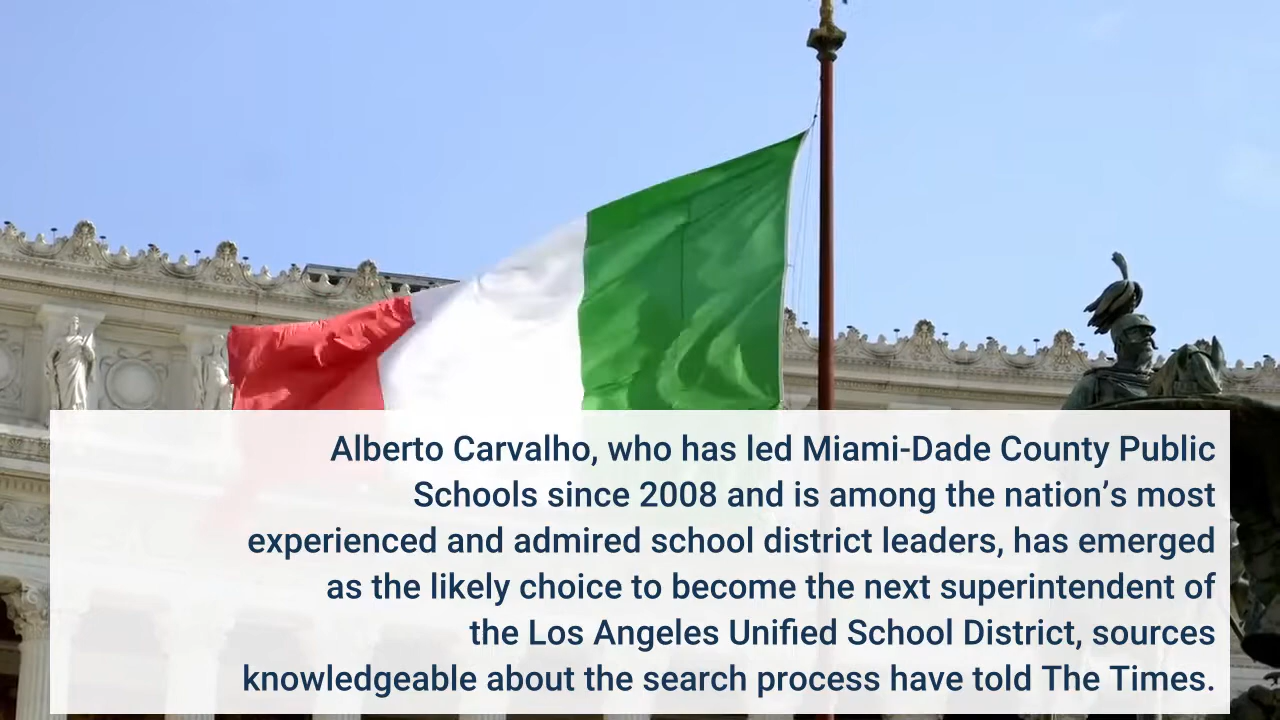 Alberto Carvalho, who has led Miami-Dade County Public
Schools since 2008 and is among the nation’s most
experienced and admired school district leaders, has emerged
as the likely choice to become the next superintendent of
the Los Angeles Unified School District, sources
knowledgeable about the search process have told The Times.